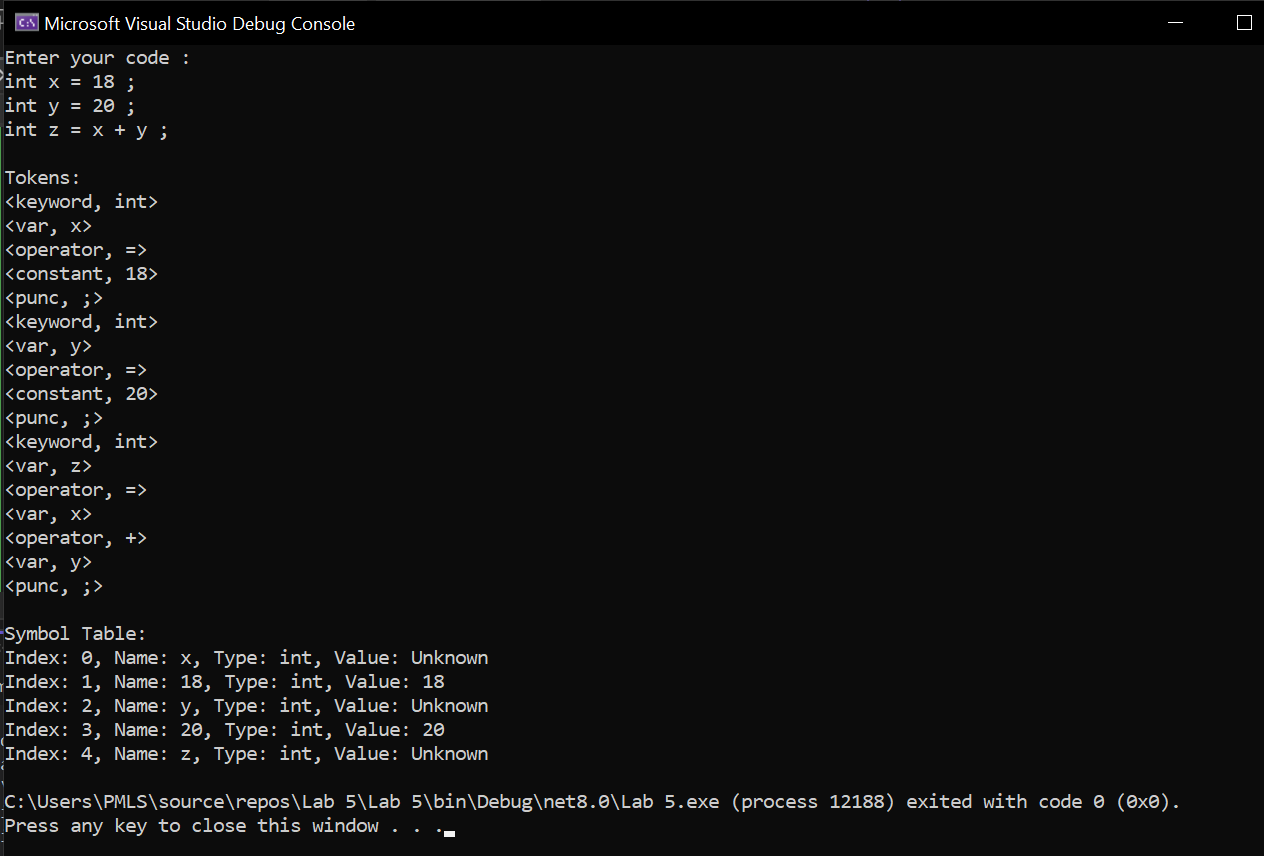 Microsoft Visual Studio Debug Console
Enter your code :
int x = 18 ;
int y = 20 ;
int z = x + y ;
Tokens:
<keyword, int>
<var, x>
<operator, =>
<constant, 18>
<punc, ;>
<keyword, int>
<var, y>
<operator, =>
<constant, 20>
<punc, ;>
<keyword, int>
<var, z>
<operator, =>
<var, x>
<operator, +>
<var, y>
<punc, ;>
Symbol Table:
Index: 0, Name: x, Type: int, Value: Unknown
Index: 1, Name: 18, Type: int, Value: 18
Index: 2, Name: y, Type: int, Value: Unknown
Index: 3, Name: 20, Type: int, Value: 20
Index: 4, Name: z, Type: int, Value: Unknown
C:\Users\PMLS\source\repos\Lab 5\Lab 5\bin\Debug\net8.0\Lab 5.exe (process 12188) exited with code 0 (0x0).
Press any key to close this window . . .